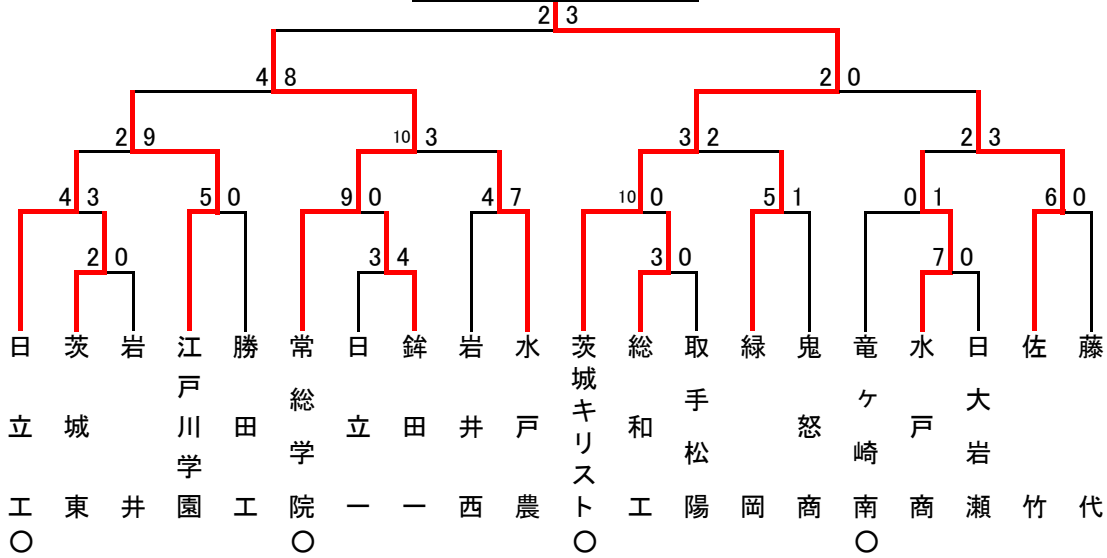 2 3
4 8
2 0
2 9
10 3
3 2
2 3
4 3
5 0
9 0
4 7
10 0
5 1
0 1
6 0
2 0
3 4
3 0
7 0
日立工
茨城東
岩井
江戸川学園
勝田工
常総学院
日立一
鉾田一
岩井西
水戸農
茨城キリスト
総和工
取手松陽
緑岡
鬼怒商
竜ヶ崎南
水戸商
日大岩瀬
佐竹
藤代
○ ○ ○ ○